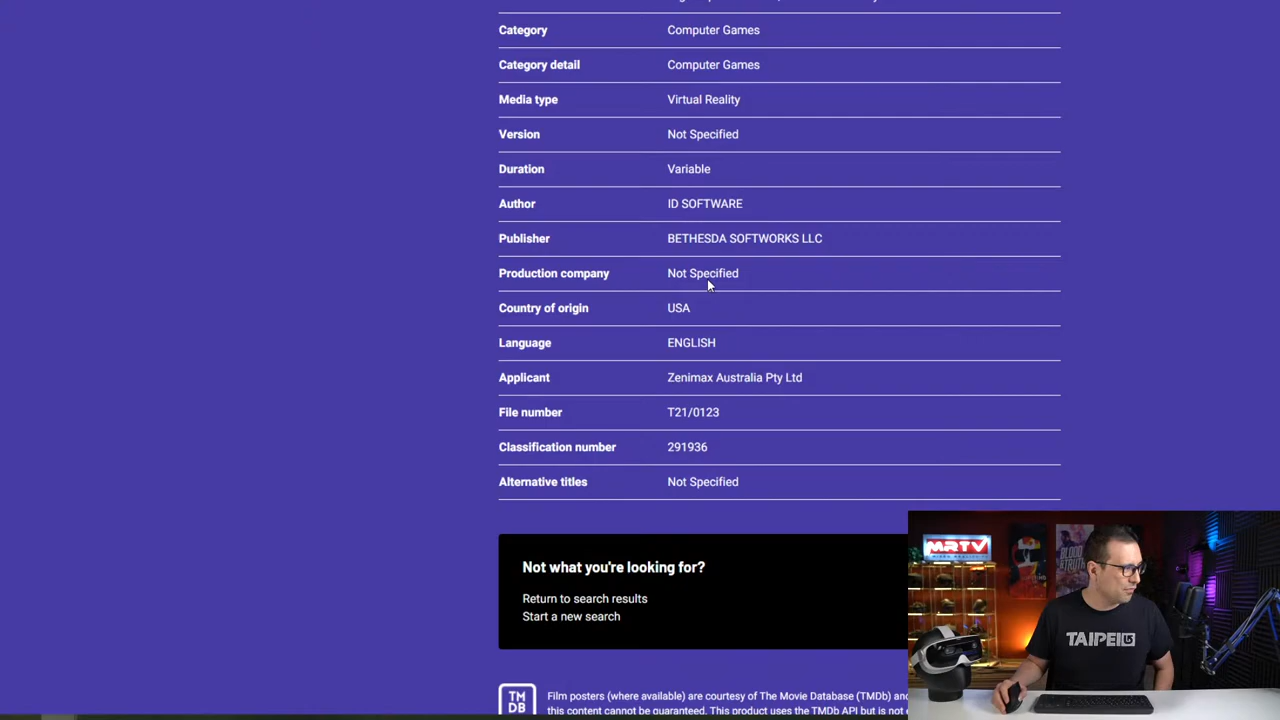 Category Computer Games
Category detail Computer Games
Media type Virtual Reality
Version Not Specified
Duration Variable
Author ID SOFTWARE
Publisher BETHESDA SOFTWORKS LLC
Production company Not Specified
Country of origin USA
Language ENGLISH
Applicant Zenimax Australia Pty Ltd
File number T21/0123
Classification number 291936
Alternative titles Not Specified
Not what you're looking for?
Return to search results
Start a new search
TM
DB
Film posters (where available) are courtesy of The Movie Database (TMDb) and
this content cannot be guaranteed. This product uses the TMDb API but is not
MRTV
BLOOD
TRUTH
TAIPEI